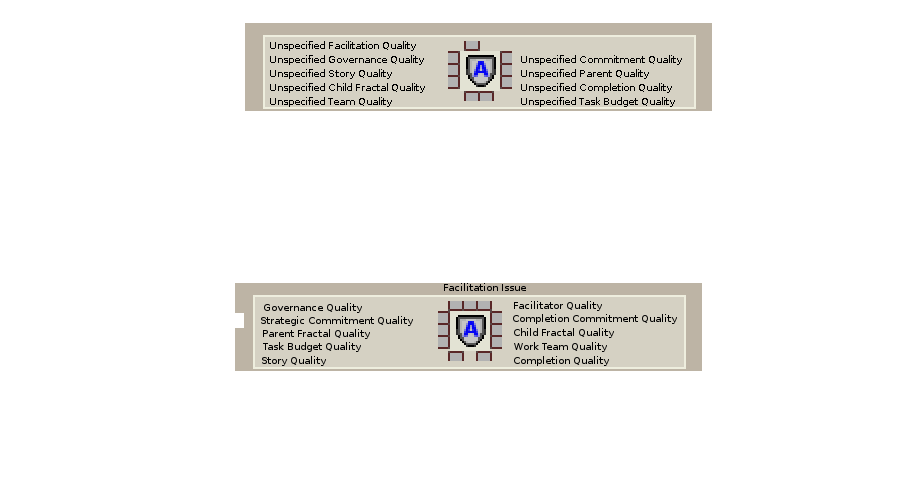 Unspecified Facilitation Quality
Unspecified Governance Quality
Unspecified Story Quality
Unspecified Child Fractal Quality
Unspecified Team Quality
A
Unspecified Commitment Quality
Unspecified Parent Quality
Unspecified Completion Quality
Unspecified Task Budget Quality
Facilitation Issue
Governance Quality
Strategic Commitment Quality
Parent Fractal Quality
Task Budget Quality
Story Quality
A
Facilitator Quality
Completion Commitment Quality
Child Fractal Quality
Work Team Quality
Completion Quality